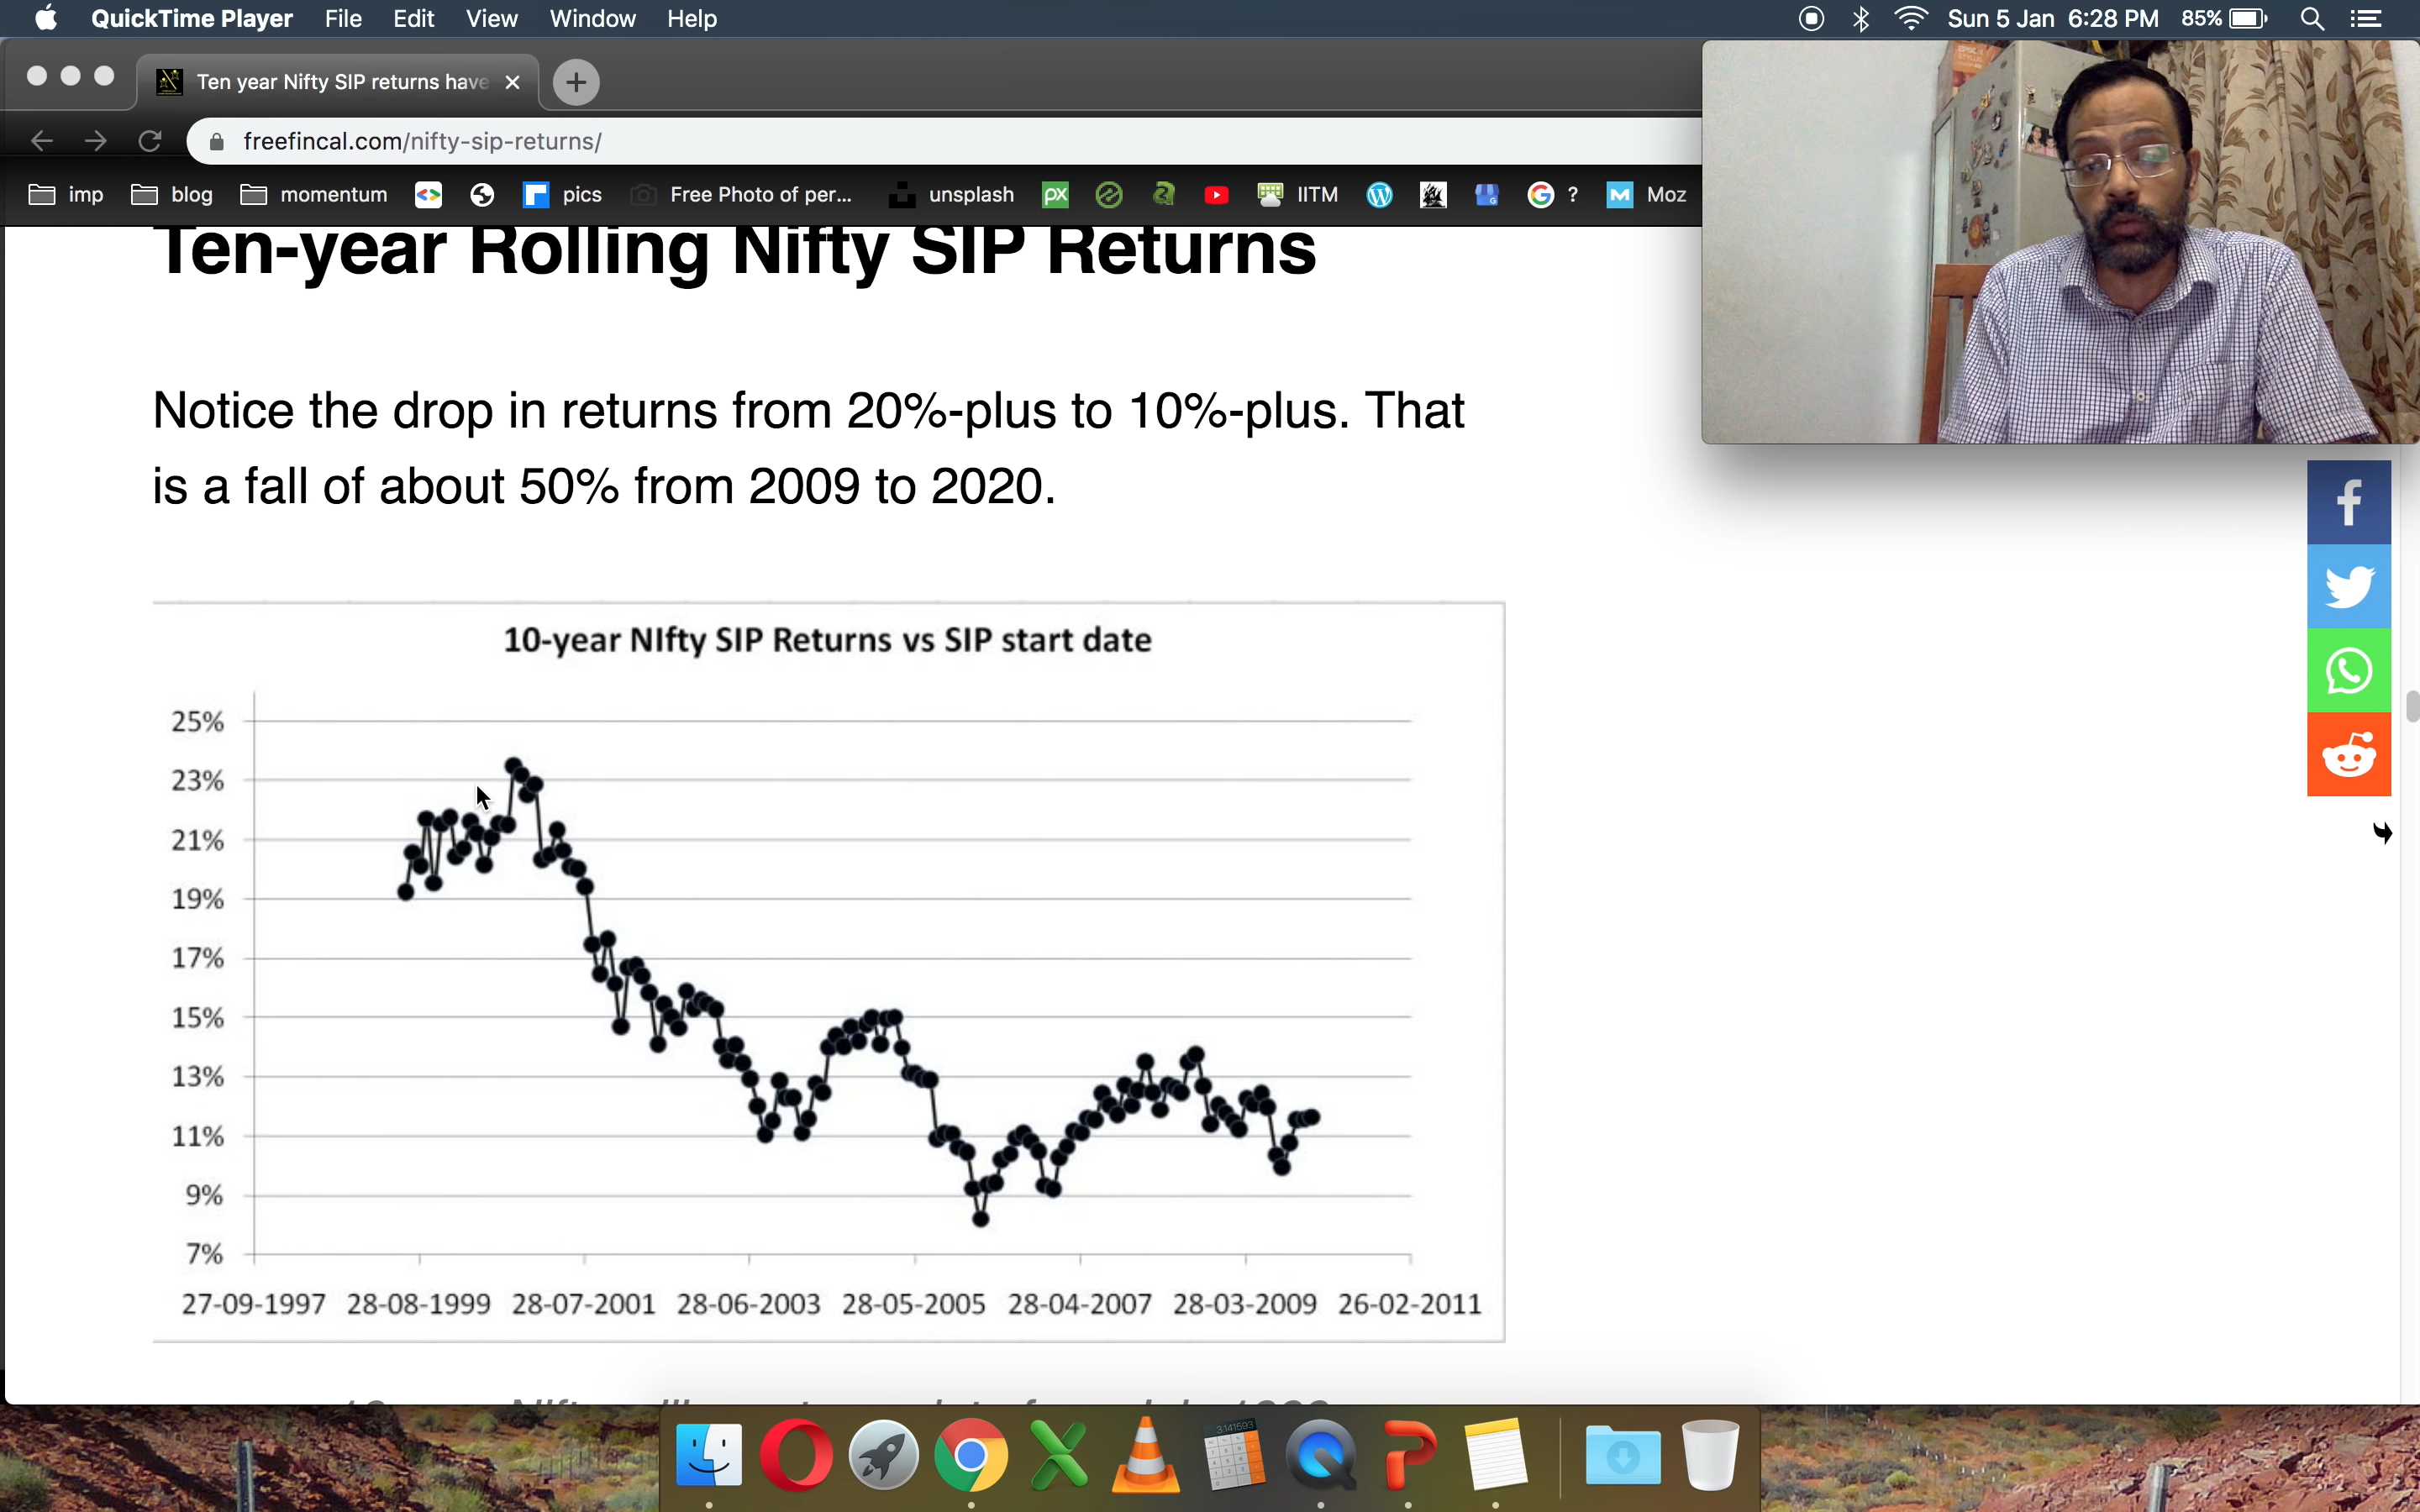 QuickTime Player File Edit View Window Help Sun 5 Jan 6:28 PM 85%
Ten year Nifty SIP returns have
freefincal.com/nifty-sip-returns/
imp blog momentum pics Free Photo of per... unsplash px IITM G ? M Moz
Ten-year Rolling Nifty SIP Returns
Notice the drop in returns from 20%-plus to 10%-plus. That
is a fall of about 50% from 2009 to 2020.
10-year NIfty SIP Returns vs SIP start date
25%
23%
21%
19%
17%
15%
13%
11%
9%
7%
27-09-1997 28-08-1999 28-07-2001 28-06-2003 28-05-2005 28-04-2007 28-03-2009 26-02-2011